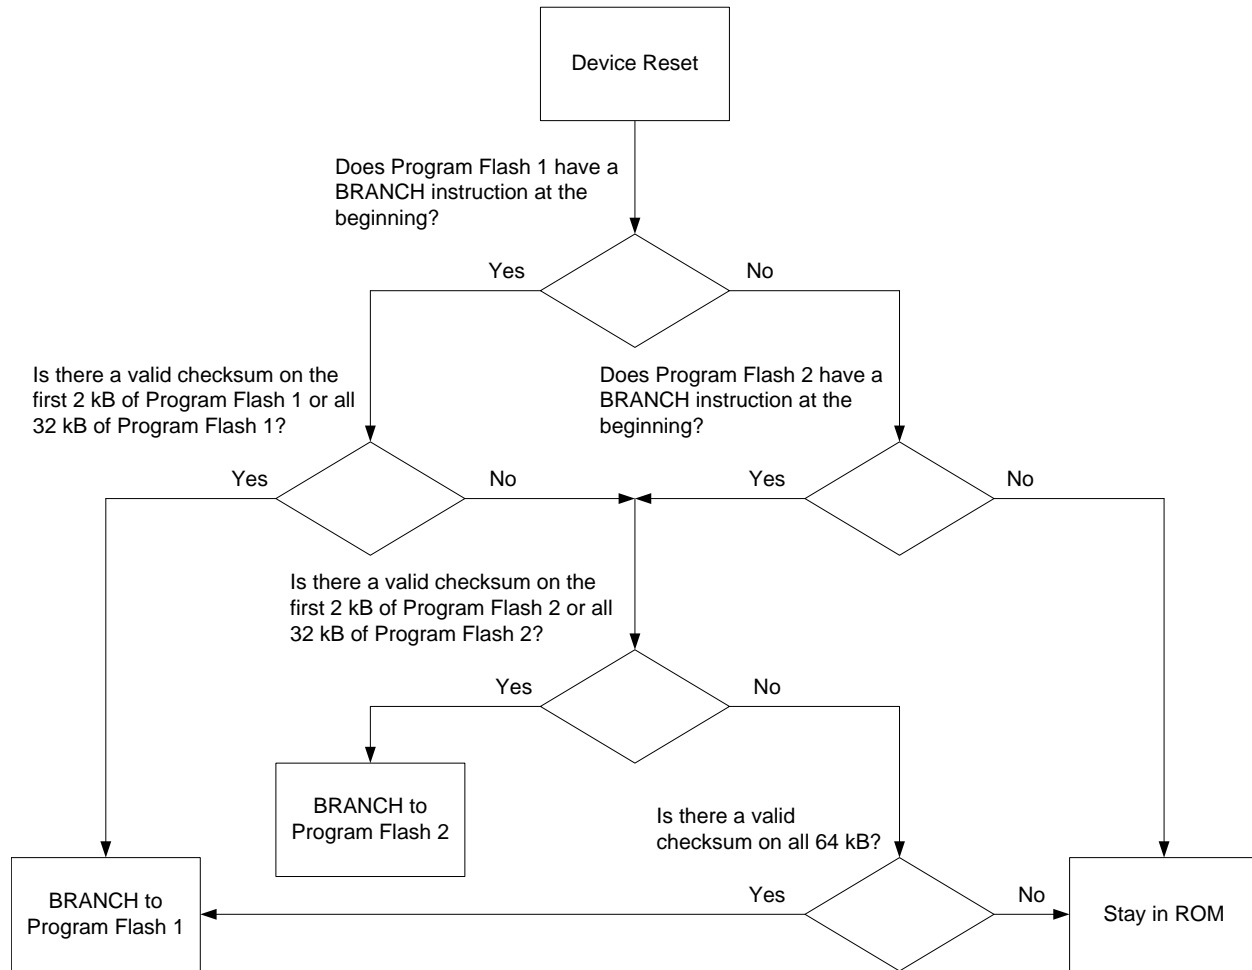 Device Reset
Does Program Flash 1 have a
BRANCH instruction at the
beginning?
Yes
No
Is there a valid checksum on the
first 2 kB of Program Flash 1 or all
32 kB of Program Flash 1?
Does Program Flash 2 have a
BRANCH instruction at the
beginning?
Yes
No
Yes
No
Is there a valid checksum on the
first 2 kB of Program Flash 2 or all
32 kB of Program Flash 2?
Yes
No
BRANCH to
Program Flash 2
Is there a valid
checksum on all 64 kB?
Yes
No
BRANCH to
Program Flash 1
Stay in ROM